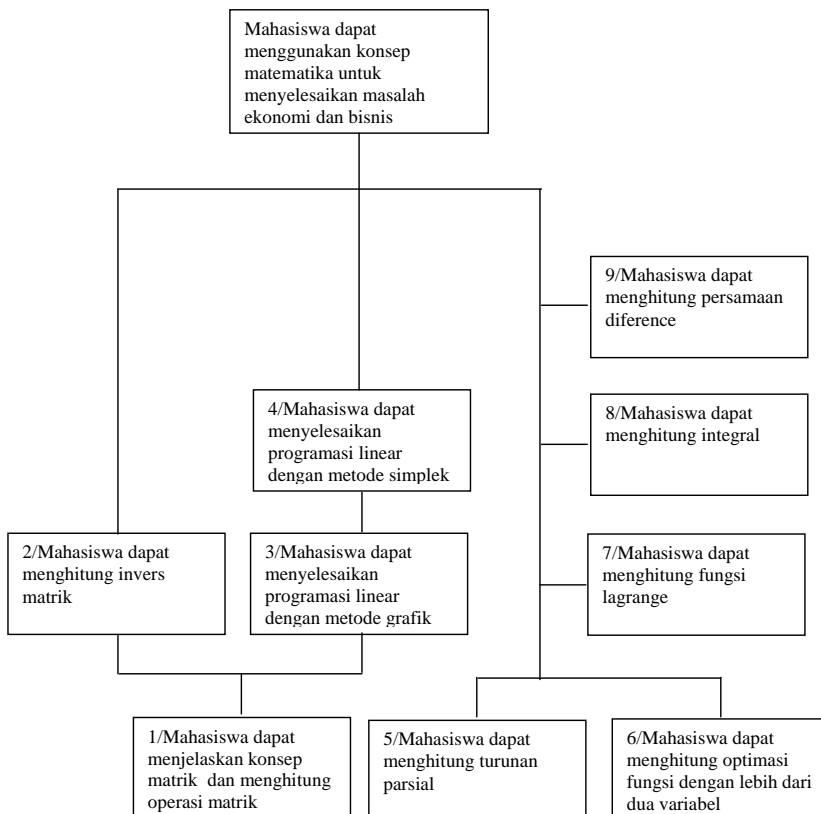 Mahasiswa dapat
menggunakan konsep
matematika untuk
menyelesaikan masalah
ekonomi dan bisnis
9/Mahasiswa dapat
menghitung persamaan
diference
4/Mahasiswa dapat
menyelesaikan
programasi linear
dengan metode simplek
8/Mahasiswa dapat
menghitung integral
2/Mahasiswa dapat
menghitung invers
matrik
3/Mahasiswa dapat
menyelesaikan
programasi linear
dengan metode grafik
7/Mahasiswa dapat
menghitung fungsi
lagrange
1/Mahasiswa dapat
menjelaskan konsep
matrik dan menghitung
operasi matrik
5/Mahasiswa dapat
menghitung turunan
parsial
6/Mahasiswa dapat
menghitung optimasi
fungsi dengan lebih dari
dua variabel